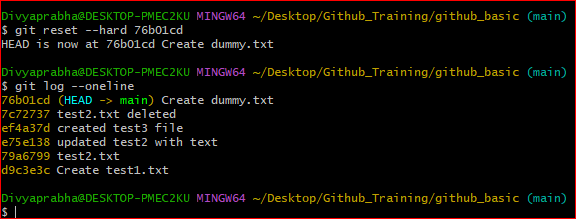 Divyaprabha@DESKTOP-PMEC2KU MINGW64 ~/Desktop/Github_Training/github_basic (main)
$ git reset --hard 76b01cd
HEAD is now at 76b01cd Create dummy.txt
Divyaprabha@DESKTOP-PMEC2KU MINGW64 ~/Desktop/Github_Training/github_basic (main)
$ git log --oneline
76b01cd (HEAD -> main) Create dummy.txt
7c72737 test2.txt deleted
ef4a37d created test3 file
e75e138 updated test2 with text
79a6799 test2.txt
d9c3e3c Create test1.txt
Divyaprabha@DESKTOP-PMEC2KU MINGW64 ~/Desktop/Github_Training/github_basic (main)
$